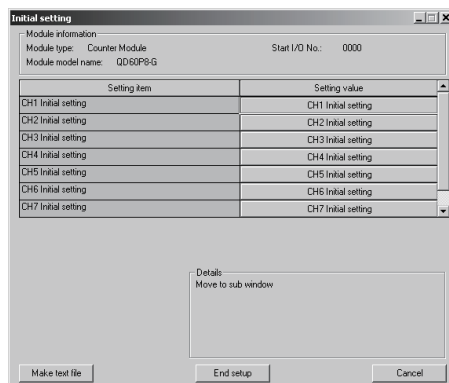 Initial setting
Module information
Module type: Counter Module Start I/O No.: 0000
Module model name: QD60P8-G
Setting item Setting value
CH1 Initial setting CH1 Initial setting
CH2 Initial setting CH2 Initial setting
CH3 Initial setting CH3 Initial setting
CH4 Initial setting CH4 Initial setting
CH5 Initial setting CH5 Initial setting
CH6 Initial setting CH6 Initial setting
CH7 Initial setting CH7 Initial setting
Details
Move to sub window
Make text file End setup Cancel